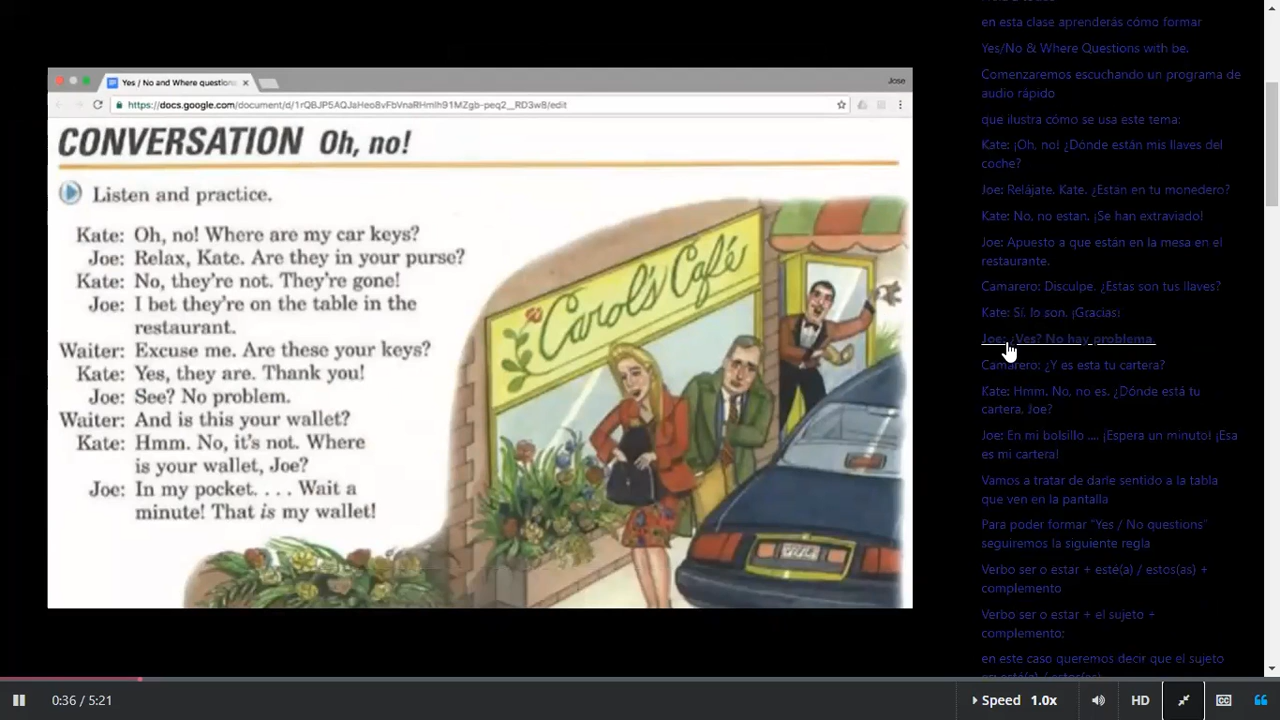 Yes / No and Where question
Jose
https://docs.google.com/document/d/1rQBJP5AQJaHeo8vFbVnaRHmIh91MZgb-peq2__RD3w8/edit
CONVERSATION Oh, no!
Listen and practice.
Kate: Oh, no! Where are my car keys?
Joe: Relax, Kate. Are they in your purse?
Kate: No, they're not. They're gone!
Joe: I bet they're on the table in the
restaurant.
Waiter: Excuse me. Are these your keys?
Kate: Yes, they are. Thank you!
Joe: See? No problem.
Waiter: And is this your wallet?
Kate: Hmm. No, it's not. Where
is your wallet, Joe?
Joe: In my pocket. . . . Wait a
minute! That is my wallet!
Carol's Café
en esta clase aprenderás cómo formar
Yes/No & Where Questions with be.
Comenzaremos escuchando un programa de
audio rápido
que ilustra cómo se usa este tema:
Kate: ¡Oh, no! ¿Dónde están mis llaves del
coche?
Joe: Relájate, Kate. ¿Están en tu monedero?
Kate: No, no estan. ¡Se han extraviado!
Joe: Apuesto a que están en la mesa en el
restaurante.
Camarero: Disculpe. ¿Estas son tus llaves?
Kate: Sí, lo son. ¡Gracias!
Joe: ¿Ves? No hay problema.
Camarero: ¿Y es esta tu cartera?
Kate: Hmm. No, no es. ¿Dónde está tu
cartera, Joe?
Joe: En mi bolsillo .... ¡Espera un minuto! ¡Esa
es mi cartera!
Vamos a tratar de darle sentido a la tabla
que ven en la pantalla
Para poder formar “Yes / No questions”
seguiremos la siguiente regla
Verbo ser o estar + esté(a) / estos(as) +
complemento
Verbo ser o estar + el sujeto +
complemento;
en este caso queremos decir que el sujeto
0:36 / 5:21
Speed 1.0x
HD
CC